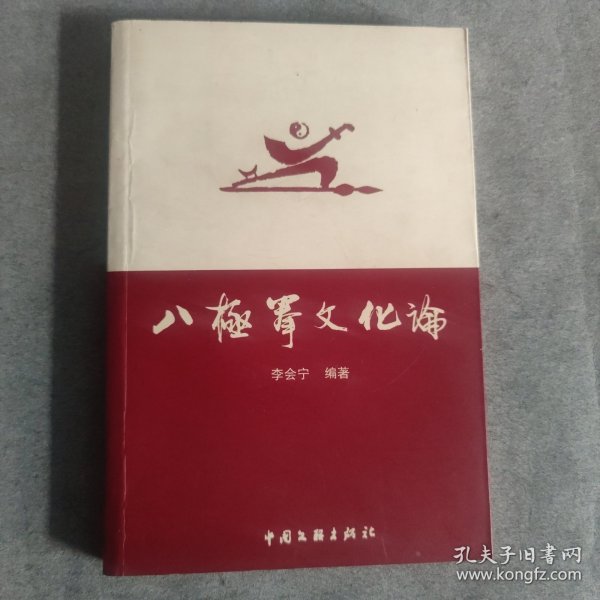 八極拳文化论
李会宁 编著
中国文联出版社
孔夫子旧书网
www.kongfz.com